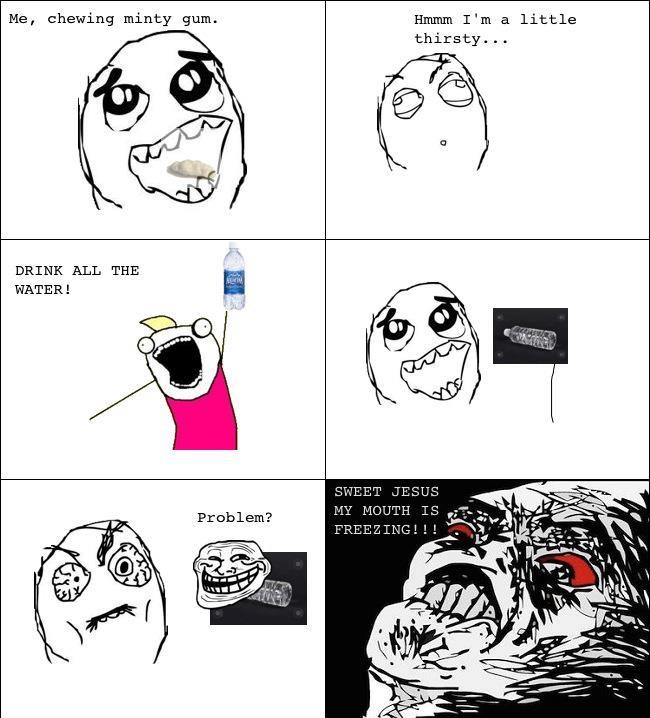 Me, chewing minty gum.
Hmmm I'm a little
thirsty...
DRINK ALL THE
WATER!
Problem?
SWEET JESUS
MY MOUTH IS
FREEZING!!!